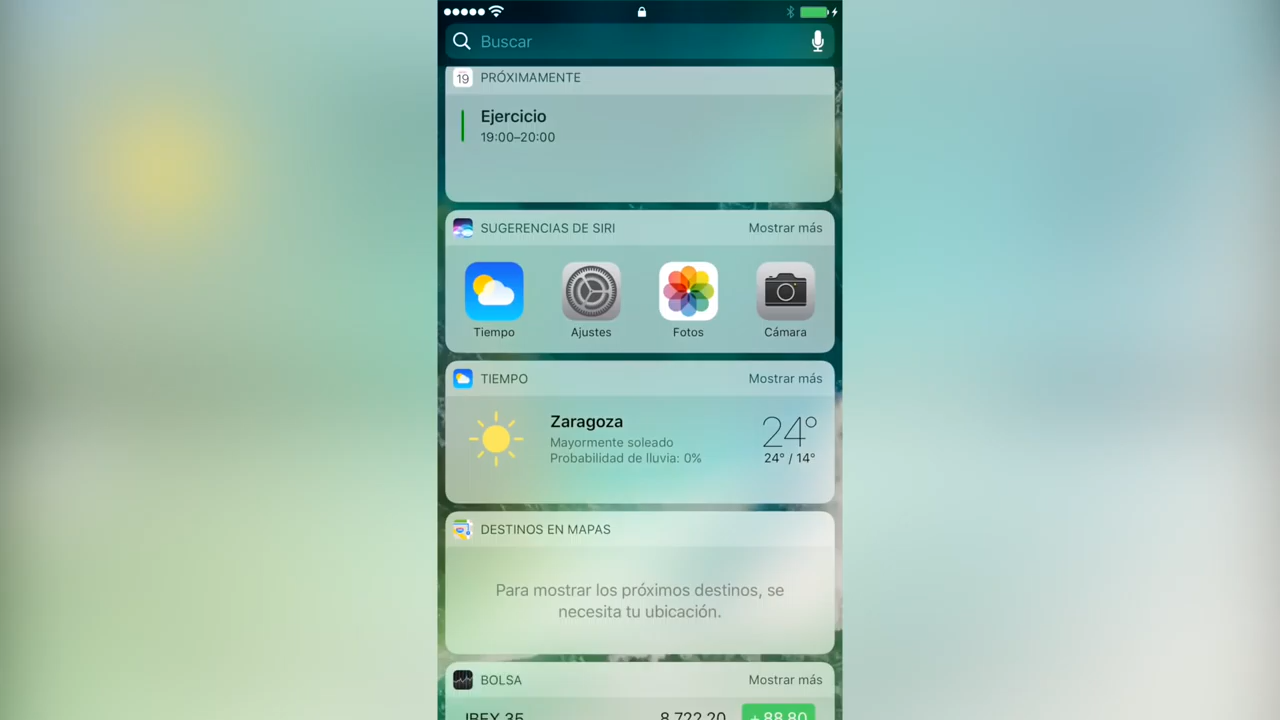 Buscar
19 PRÓXIMAMENTE
Ejercicio
19:00–20:00
SUGERENCIAS DE SIRI Mostrar más
Tiempo Ajustes Fotos Cámara
TIEMPO Mostrar más
Zaragoza 24°
Mayormente soleado
Probabilidad de lluvia: 0% 24° / 14°
DESTINOS EN MAPAS
Para mostrar los próximos destinos, se
necesita tu ubicación.
BOLSA Mostrar más
IBEX 35 8.722,20 +88,80